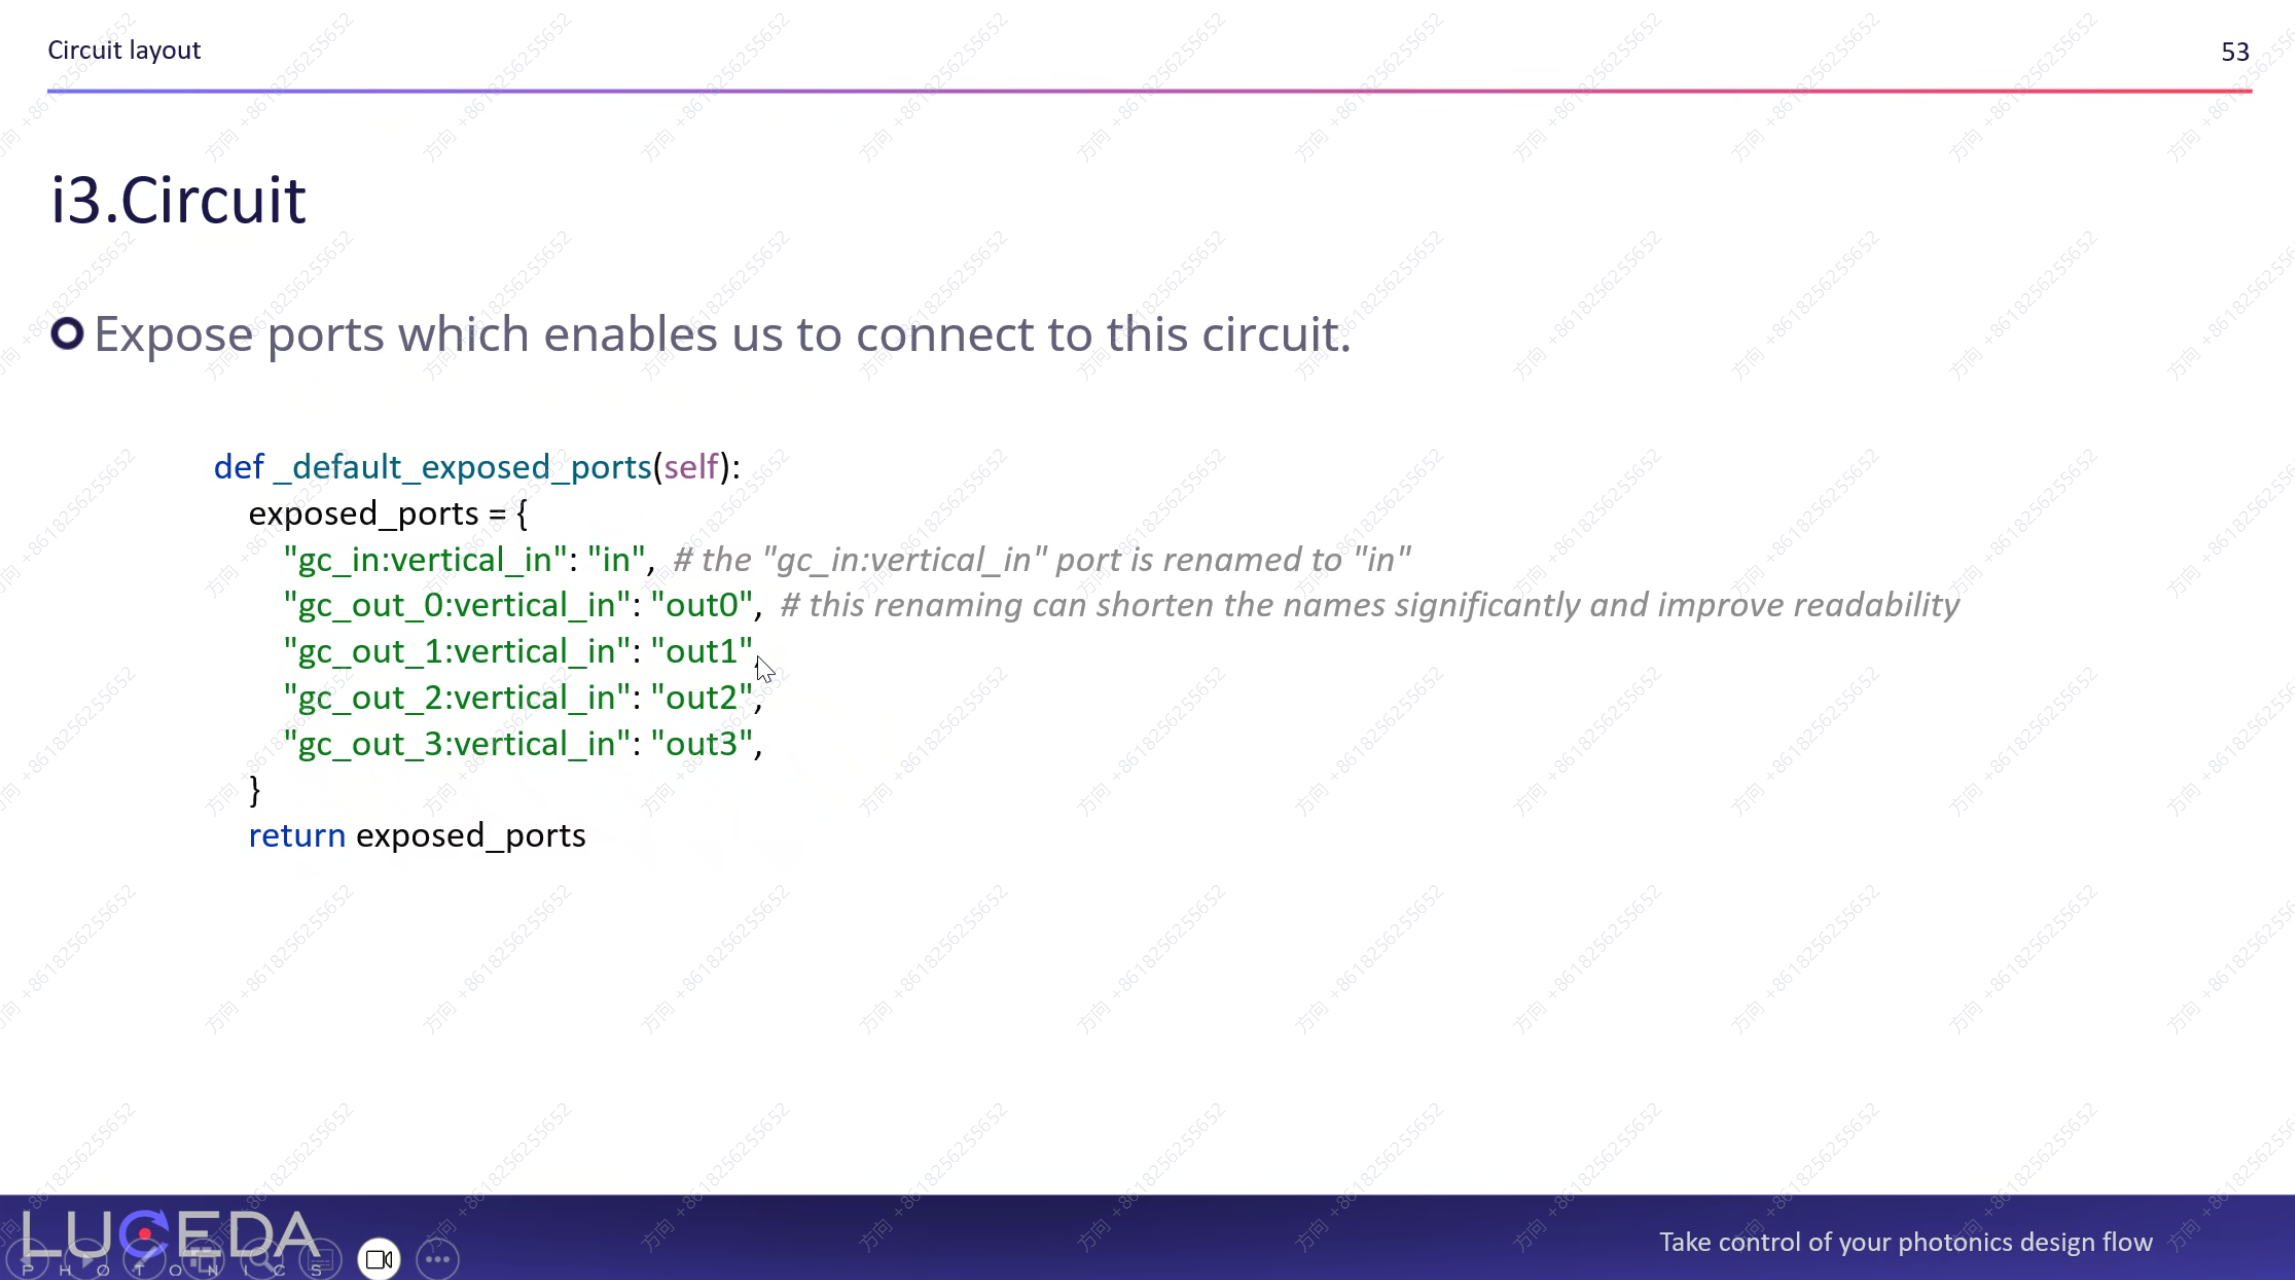 Circuit layout
53
i3.Circuit
Expose ports which enables us to connect to this circuit.
def _default_exposed_ports(self):
exposed_ports = {
"gc_in:vertical_in": "in", # the "gc_in:vertical_in" port is renamed to "in"
"gc_out_0:vertical_in": "out0", # this renaming can shorten the names significantly and improve readability
"gc_out_1:vertical_in": "out1",
"gc_out_2:vertical_in": "out2",
"gc_out_3:vertical_in": "out3",
}
return exposed_ports
LUCEDA
PHOTONICS
Take control of your photonics design flow
方向 +8618256255652